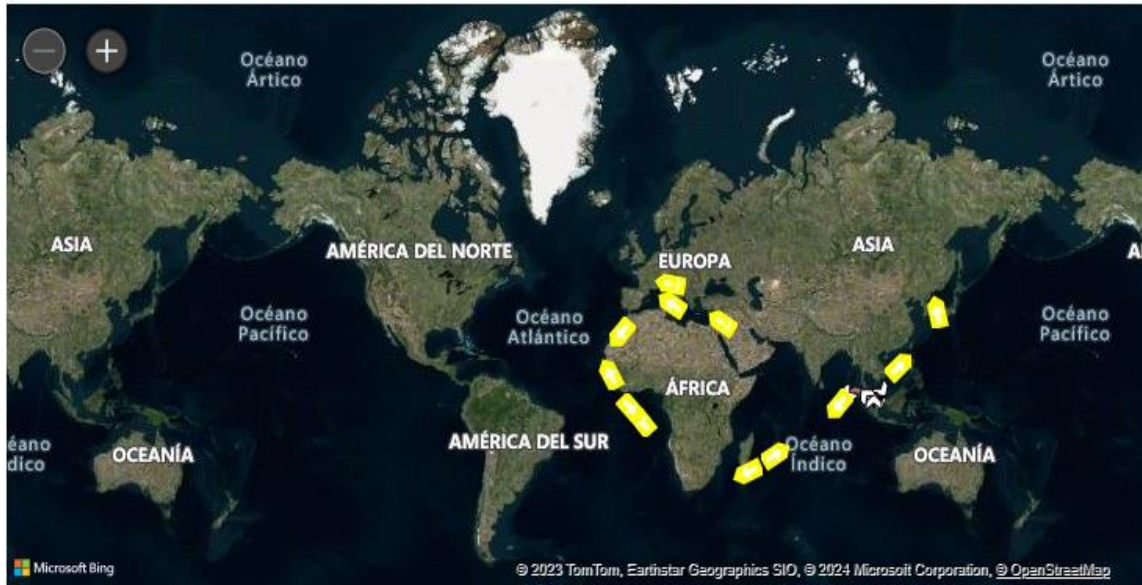 Océano
Ártico
Océano
Ártico
ASIA
AMÉRICA DEL NORTE
EUROPA
ASIA
A
Océano
Pacífico
Océano
Atlántico
Océano
Pacífico
ÁFRICA
éano
dico
OCEANÍA
AMÉRICA DEL SUR
Océano
Índico
OCEANÍA
Microsoft Bing
© 2023 TomTom, Earthstar Geographics SIO, © 2024 Microsoft Corporation, © OpenStreetMap